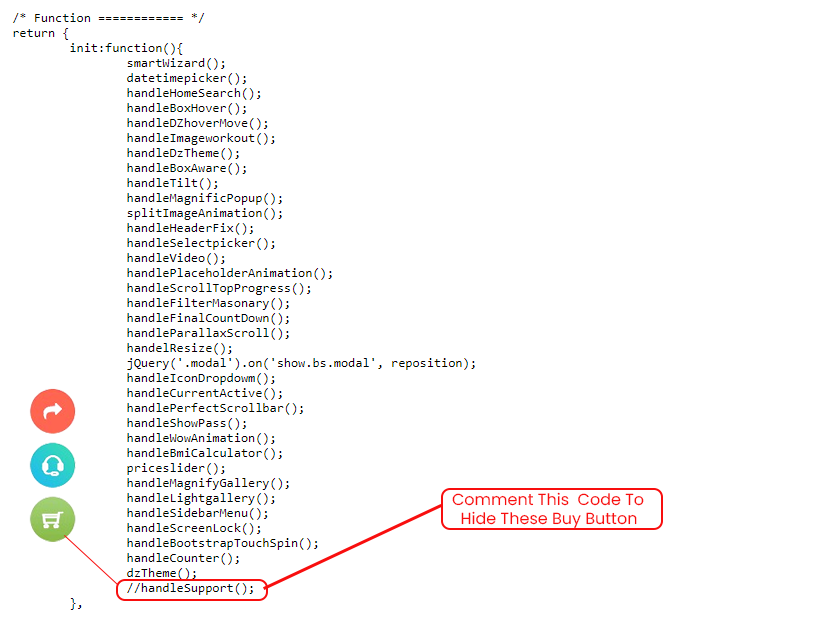 /* Function ============ */
return {
init:function(){
smartWizard();
datetimepicker();
handleHomeSearch();
handleBoxHover();
handleDZhoverMove();
handleImageworkout();
handleDzTheme();
handleBoxAware();
handleTilt();
handleMagnificPopup();
splitImageAnimation();
handleHeaderFix();
handleSelectpicker();
handleVideo();
handlePlaceholderAnimation();
handleScrollTopProgress();
handleFilterMasonary();
handleFinalCountDown();
handleParallaxScroll();
handelResize();
jQuery('.modal').on('show.bs.modal', reposition);
handleIconDropdowm();
handleCurrentActive();
handlePerfectScrollbar();
handleShowPass();
handleWowAnimation();
handleBmiCalculator();
priceslider();
handleMagnifyGallery();
handleLightgallery();
handleSidebarMenu();
handleScreenLock();
handleBootstrapTouchSpin();
handleCounter();
dzTheme();
//handleSupport();
},
Comment This Code To
Hide These Buy Button